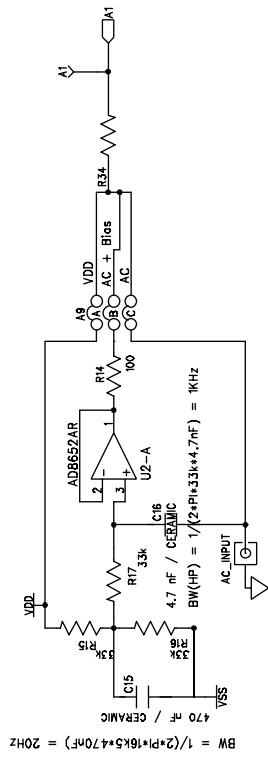 A1
A1
R34
VDD
AC + Bias
AC
A9
A
B
C
R14
100
AD8652AR
2
3
1
-
+
U2-A
C16
4.7 nF / CERAMIC
BW(HP) = 1/(2*PI*33k*4.7nF) = 1KHz
R17
33k
AC_INPUT
VDD
R15
33k
R16
33k
C15
470 nF / CERAMIC
VSS
BW = 1/(2*PI*16k5*470nF) = 20Hz